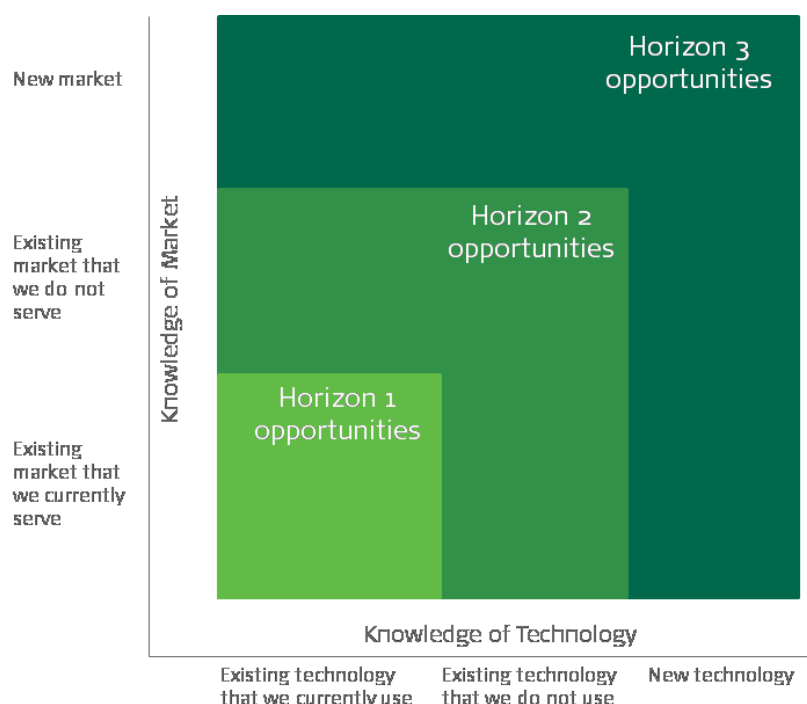 New market
Horizon 3
opportunities
Existing
market that
we do not
serve
Horizon 2
opportunities
Knowledge of Market
Existing
market that
we currently
serve
Horizon 1
opportunities
Knowledge of Technology
Existing technology
that we currently use
Existing technology
that we do not use
New technology